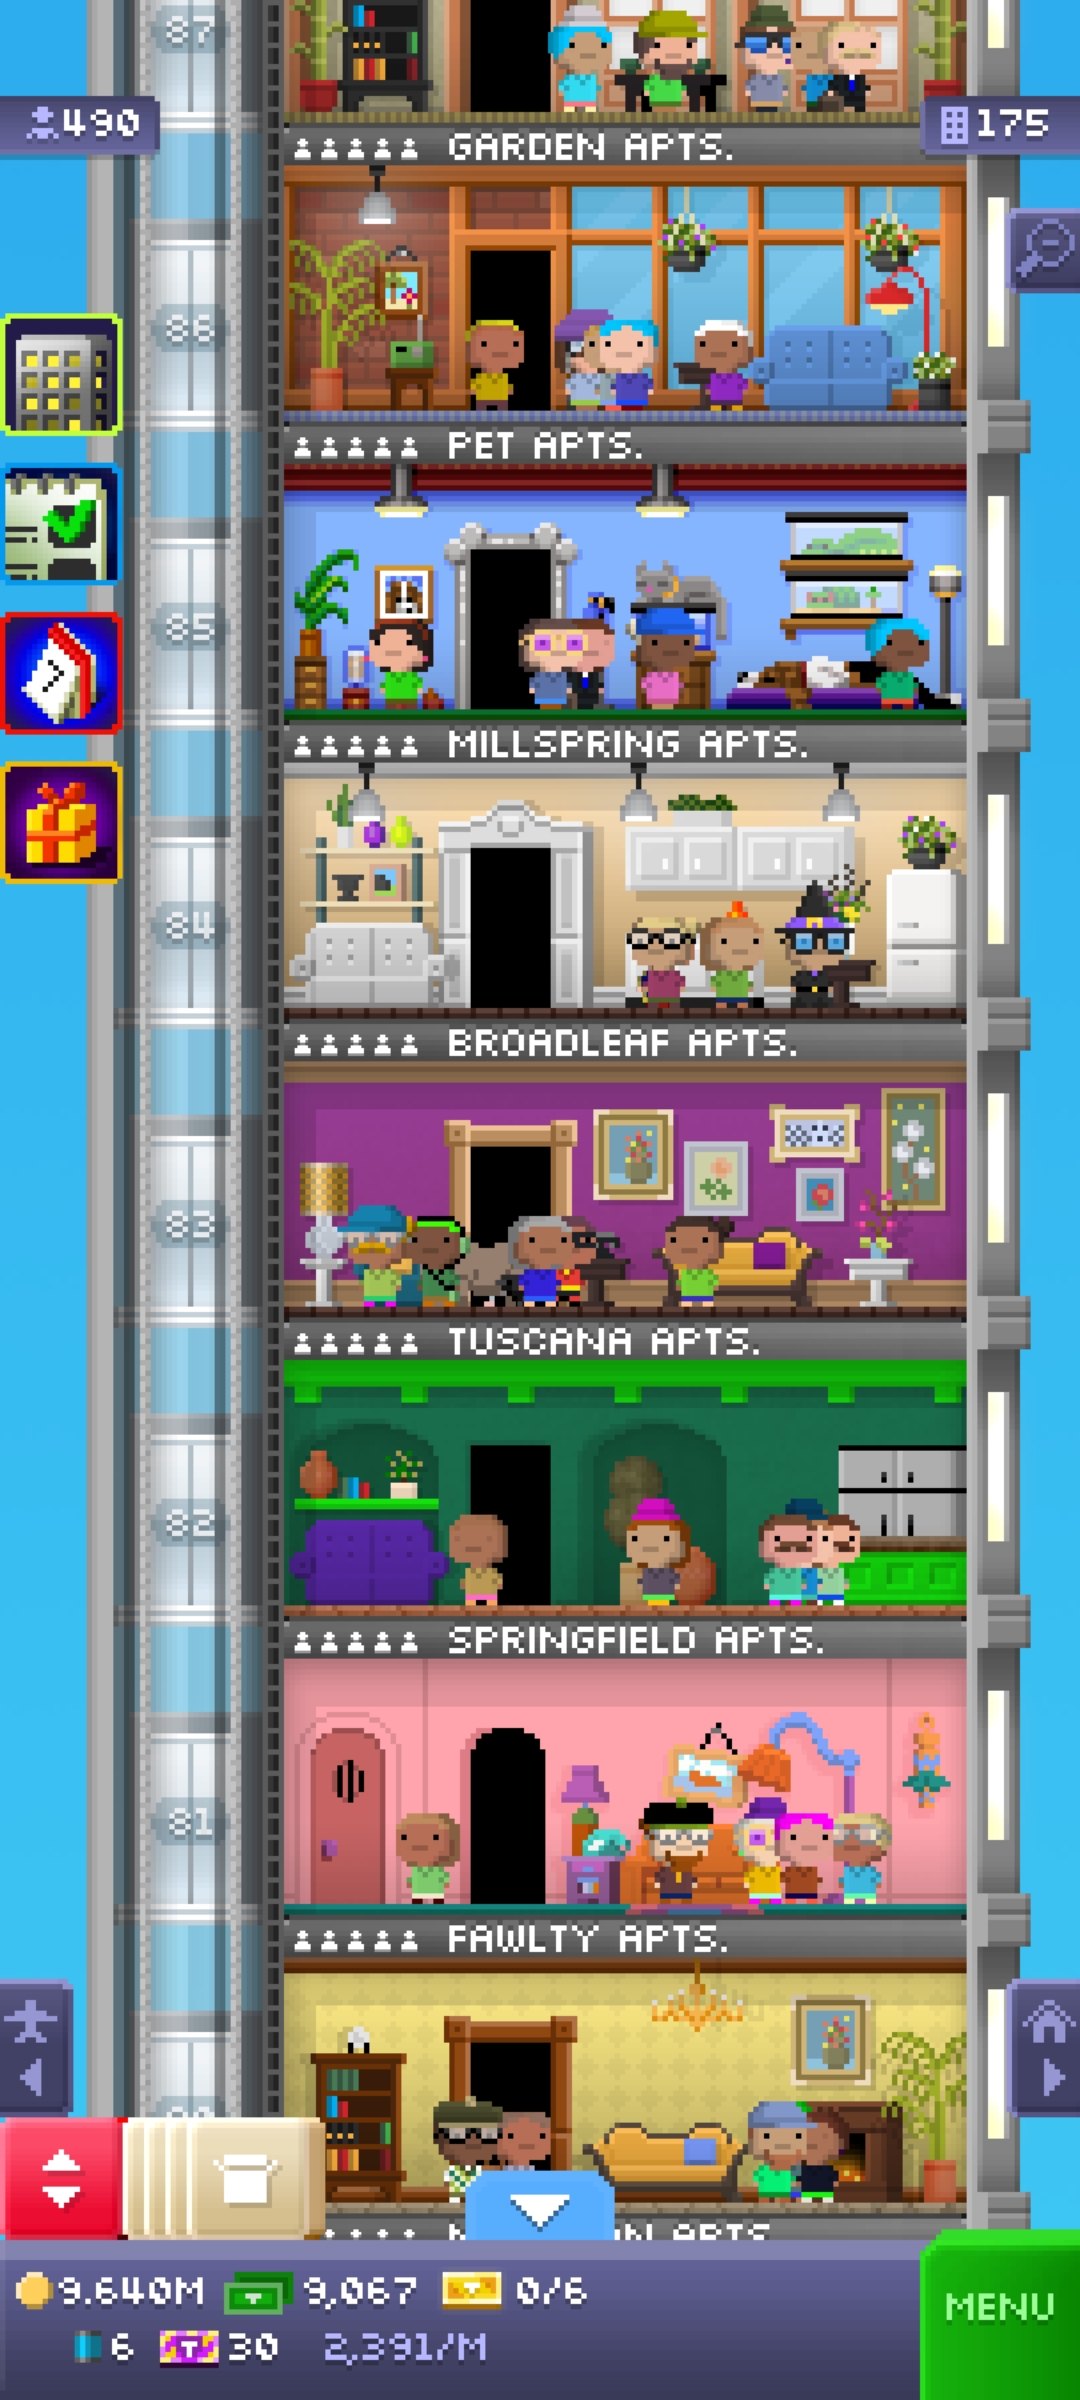 87
490
175
GARDEN APTS.
86
PET APTS.
85
MILLSPRING APTS.
84
BROADLEAF APTS.
83
TUSCANA APTS.
82
SPRINGFIELD APTS.
81
FAWLTY APTS.
APTS
9.640M 9,067 0/6
6 T 30 2,391/M
MENU